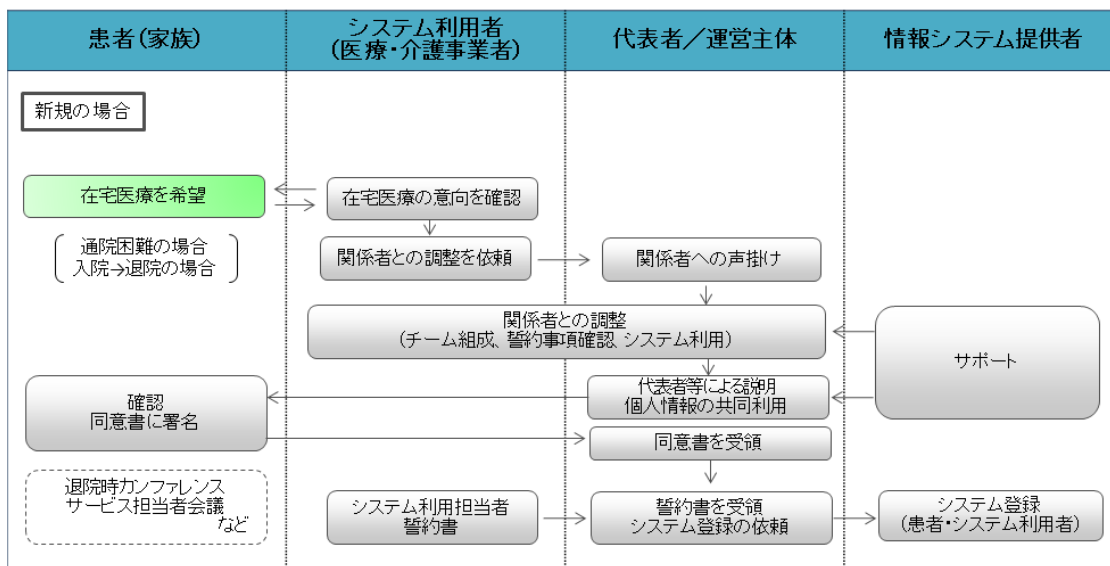 患者(家族)
システム利用者
(医療・介護事業者)
代表者／運営主体
情報システム提供者
新規の場合
在宅医療を希望
在宅医療の意向を確認
通院困難の場合
入院→退院の場合
関係者との調整を依頼
関係者への声掛け
関係者との調整
(チーム組成、誓約事項確認、システム利用)
サポート
代表者等による説明
個人情報の共同利用
確認
同意書に署名
同意書を受領
退院時カンファレンス
サービス担当者会議
など
システム利用担当者
誓約書
誓約書を受領
システム登録の依頼
システム登録
(患者・システム利用者)